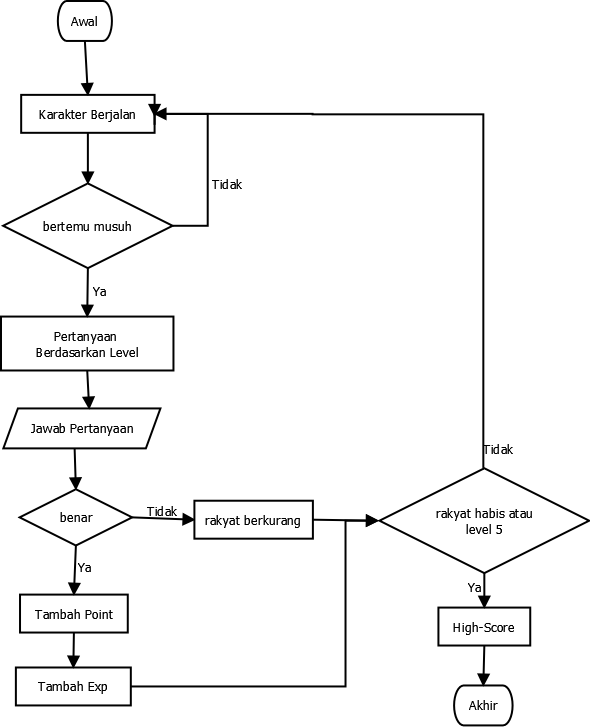 Awal
Karakter Berjalan
Tidak
bertemu musuh
Ya
Pertanyaan
Berdasarkan Level
Jawab Pertanyaan
Tidak
rakyat habis atau
level 5
benar
Tidak
rakyat berkurang
Ya
Ya
Tambah Point
High-Score
Tambah Exp
Akhir